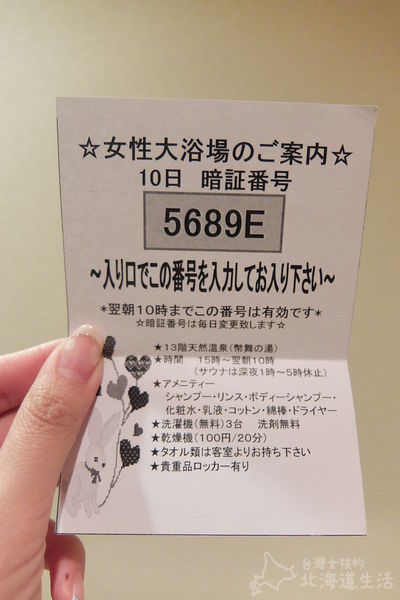 ☆女性大浴場のご案内☆
10日 暗証番号
5689E
~入り口でこの番号を入力してお入り下さい~
*翌朝10時までこの番号は有効です*
☆暗証番号は毎日変更致します☆
★13階天然温泉(幣舞の湯)
★時間 15時~翌朝10時
(サウナは深夜1時~5時休止)
★アメニティー
シャンプー・リンス・ボディーシャンプー・
化粧水・乳液・コットン・綿棒・ドライヤー
★洗濯機(無料)3台 洗剤無料
★乾燥機(100円/20分)
★タオル類は客室よりお持ち下さい
★貴重品ロッカー有り
台灣女孩的
北海道生活